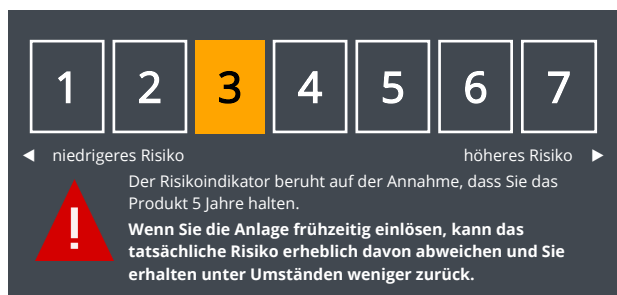 1 2 3 4 5 6 7
◀ niedrigeres Risiko höheres Risiko ▶
Der Risikoindikator beruht auf der Annahme, dass Sie das
Produkt 5 Jahre halten.
!
Wenn Sie die Anlage frühzeitig einlösen, kann das
tatsächliche Risiko erheblich davon abweichen und Sie
erhalten unter Umständen weniger zurück.